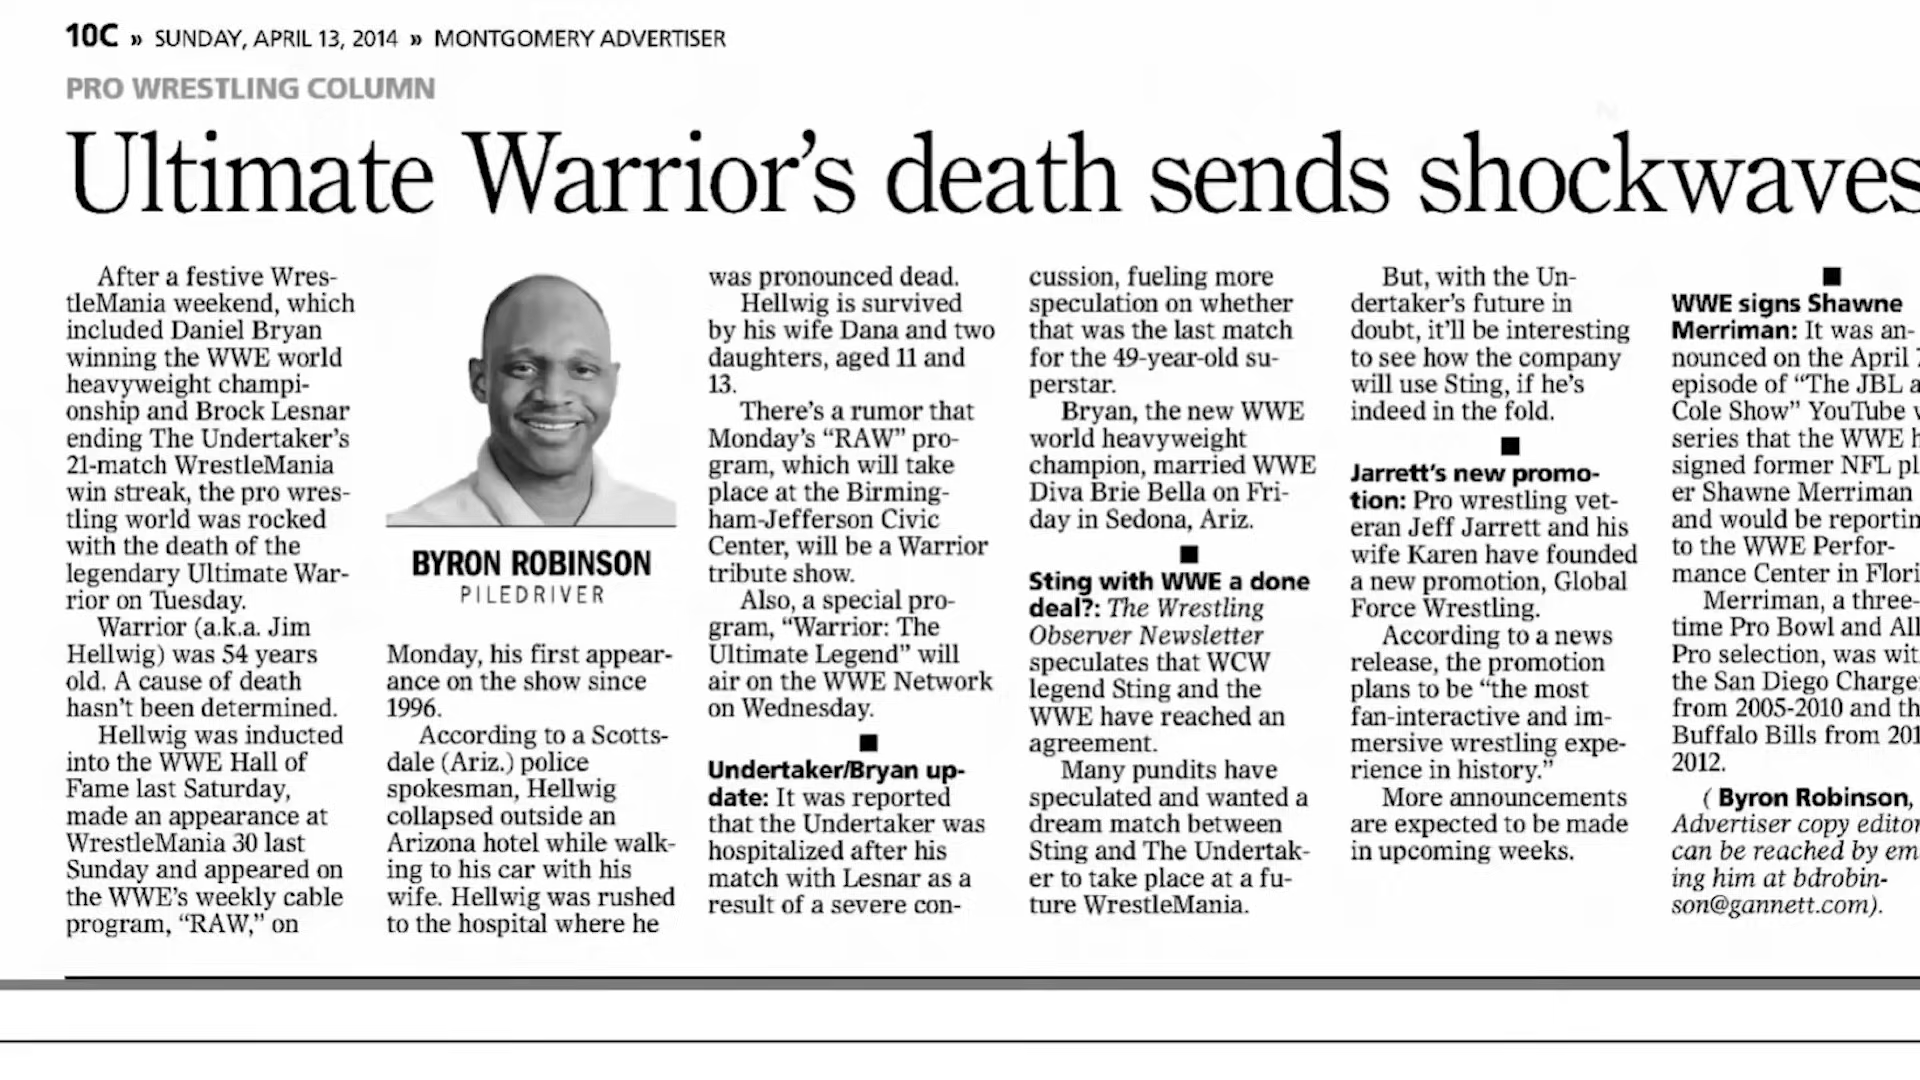 10C » SUNDAY, APRIL 13, 2014 » MONTGOMERY ADVERTISER
PRO WRESTLING COLUMN
Ultimate Warrior's death sends shockwaves
After a festive Wres-
tleMania weekend, which
included Daniel Bryan
winning the WWE world
heavyweight champi-
onship and Brock Lesnar
ending The Undertaker's
21-match WrestleMania
win streak, the pro wres-
tling world was rocked
with the death of the
legendary Ultimate War-
rior on Tuesday.
Warrior (a.k.a. Jim
Hellwig) was 54 years
old. A cause of death
hasn't been determined.
Hellwig was inducted
into the WWE Hall of
Fame last Saturday,
made an appearance at
WrestleMania 30 last
Sunday and appeared on
the WWE's weekly cable
program, “RAW,” on
BYRON ROBINSON
PILEDRIVER
Monday, his first appear-
ance on the show since
1996.
According to a Scotts-
dale (Ariz.) police
spokesman, Hellwig
collapsed outside an
Arizona hotel while walk-
ing to his car with his
wife. Hellwig was rushed
to the hospital where he
was pronounced dead.
Hellwig is survived
by his wife Dana and two
daughters, aged 11 and
13.
There's a rumor that
Monday's “RAW” pro-
gram, which will take
place at the Birming-
ham-Jefferson Civic
Center, will be a Warrior
tribute show.
Also, a special pro-
gram, “Warrior: The
Ultimate Legend” will
air on the WWE Network
on Wednesday.
■
Undertaker/Bryan up-
date: It was reported
that the Undertaker was
hospitalized after his
match with Lesnar as a
result of a severe con-
cussion, fueling more
speculation on whether
that was the last match
for the 49-year-old su-
perstar.
Bryan, the new WWE
world heavyweight
champion, married WWE
Diva Brie Bella on Fri-
day in Sedona, Ariz.
■
Sting with WWE a done
deal?: The Wrestling
Observer Newsletter
speculates that WCW
legend Sting and the
WWE have reached an
agreement.
Many pundits have
speculated and wanted a
dream match between
Sting and The Undertak-
er to take place at a fu-
ture WrestleMania.
But, with the Un-
dertaker's future in
doubt, it'll be interesting
to see how the company
will use Sting, if he's
indeed in the fold.
■
Jarrett's new promo-
tion: Pro wrestling vet-
eran Jeff Jarrett and his
wife Karen have founded
a new promotion, Global
Force Wrestling.
According to a news
release, the promotion
plans to be “the most
fan-interactive and im-
mersive wrestling expe-
rience in history.”
More announcements
are expected to be made
in upcoming weeks.
■
WWE signs Shawne
Merriman: It was an-
nounced on the April
episode of “The JBL a
Cole Show” YouTube
series that the WWE
signed former NFL pl
er Shawne Merriman
and would be reportin
to the WWE Perfor-
mance Center in Flori
Merriman, a three-
time Pro Bowl and All
Pro selection, was wit
the San Diego Charge
from 2005-2010 and th
Buffalo Bills from 201
2012.
( Byron Robinson,
Advertiser copy editor
can be reached by em
ing him at bdrobin-
son@gannett.com).